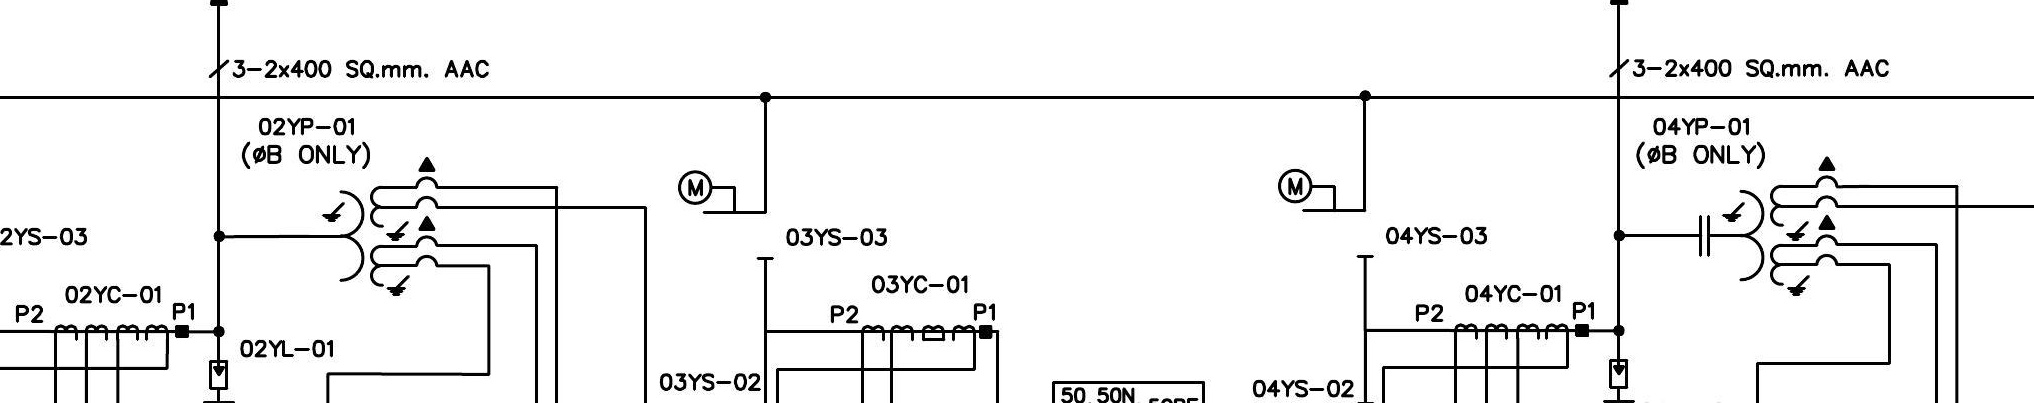 3-2x400 SQ.mm. AAC
3-2x400 SQ.mm. AAC
02YP-01
(øB ONLY)
04YP-01
(øB ONLY)
M
M
2YS-03
03YS-03
04YS-03
02YC-01
03YC-01
04YC-01
P2
P1
P2
P1
P2
P1
02YL-01
03YS-02
04YS-02
50,50N